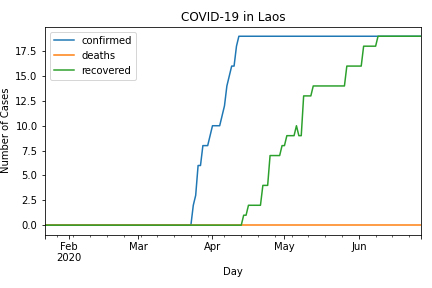 COVID-19 in Laos
confirmed
deaths
recovered
Number of Cases
17.5
15.0
12.5
10.0
7.5
5.0
2.5
0.0
Feb
2020
Mar
Apr
May
Jun
Day